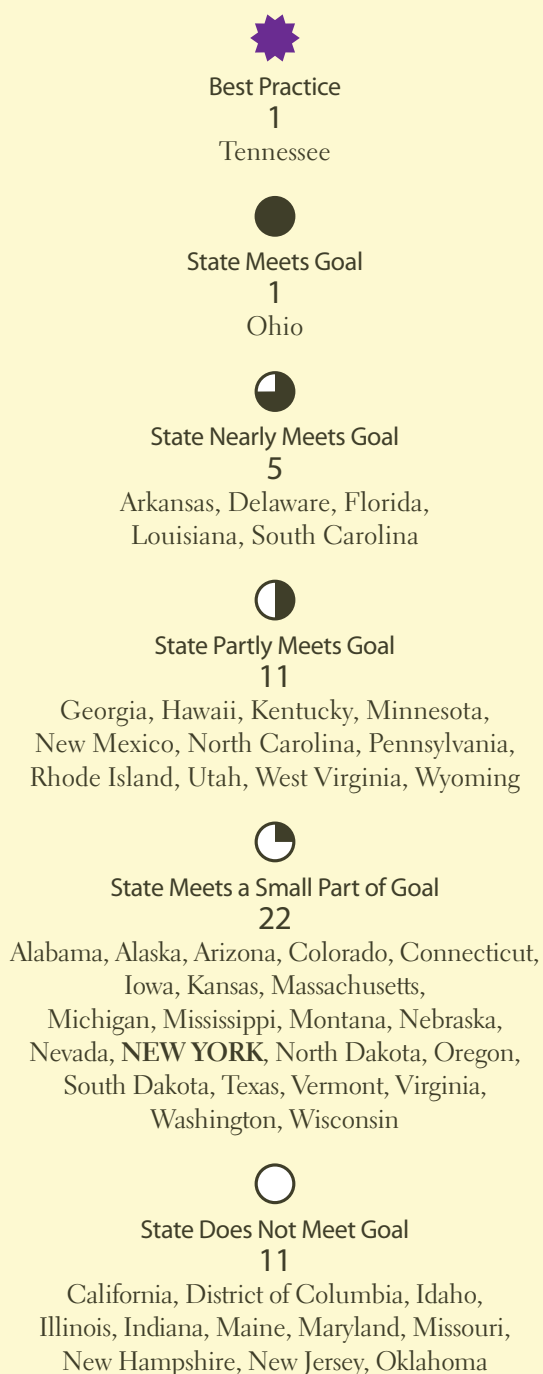 Best Practice
1
Tennessee
State Meets Goal
1
Ohio
State Nearly Meets Goal
5
Arkansas, Delaware, Florida,
Louisiana, South Carolina
State Partly Meets Goal
11
Georgia, Hawaii, Kentucky, Minnesota,
New Mexico, North Carolina, Pennsylvania,
Rhode Island, Utah, West Virginia, Wyoming
State Meets a Small Part of Goal
22
Alabama, Alaska, Arizona, Colorado, Connecticut,
Iowa, Kansas, Massachusetts,
Michigan, Mississippi, Montana, Nebraska,
Nevada, NEW YORK, North Dakota, Oregon,
South Dakota, Texas, Vermont, Virginia,
Washington, Wisconsin
State Does Not Meet Goal
11
California, District of Columbia, Idaho,
Illinois, Indiana, Maine, Maryland, Missouri,
New Hampshire, New Jersey, Oklahoma